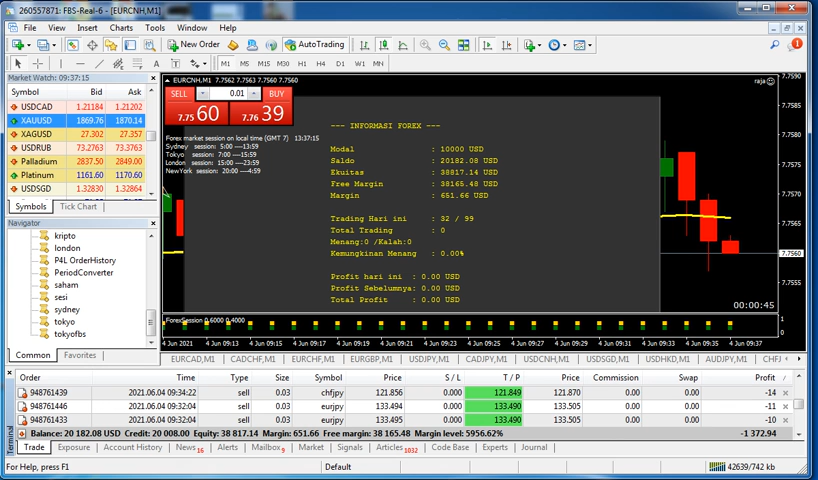 260557871: FBS-Real-6 - [EURCNH,M1]
File View Insert Charts Tools Window Help
New Order AutoTrading 1
A T M1 M5 M15 M30 H1 H4 D1 W1 MN
Market Watch: 09:37:15
Symbol Bid Ask
USDCAD 1.21184 1.21202
XAUUSD 1869.76 1870.14
XAGUSD 27.302 27.357
USDRUB 73.2763 73.3763
Palladium 2837.50 2849.00
Platinum 1161.60 1170.60
USDSGD 1.32830 1.32864
Symbols Tick Chart
Navigator
kripto
london
P4L OrderHistory
PeriodConverter
saham
sesi
sydney
tokyo
tokyofbs
Common Favorites
EURCNH,M1 7.7562 7.7563 7.7560 7.7560
raja
SELL 0.01 BUY
7.75 60 7.76 39
Forex market session on local time (GMT 7) 13:37:15
Sydney session: 5:00 ----13:59
Tokyo session: 7:00 ----15:59
London session: 15:00 ----23:59
NewYork session: 20:00 ----4:59
--- INFORMASI FOREX ---
Modal : 10000 USD
Saldo : 20182.08 USD
Ekuitas : 38817.14 USD
Free Margin : 38165.48 USD
Margin : 651.66 USD
Trading Hari ini : 32 / 99
Total Trading : 0
Menang:0 /Kalah:0
Kemungkinan Menang : 0.00%
Profit hari ini : 0.00 USD
Profit Sebelumnya: 0.00 USD
Total Profit : 0.00 USD
7.7590
7.7585
7.7580
7.7575
7.7570
7.7565
7.7560
7.7555
00:00:45
ForexSession 0.6000 0.4000
1
0
4 Jun 2021 4 Jun 09:13 4 Jun 09:15 4 Jun 09:17 4 Jun 09:19 4 Jun 09:21 4 Jun 09:23 4 Jun 09:25 4 Jun 09:27 4 Jun 09:29 4 Jun 09:31 4 Jun 09:33 4 Jun 09:35 4 Jun 09:37
EURCAD,M1 CADCHF,M1 EURCHF,M1 EURGBP,M1 USDJPY,M1 CADJPY,M1 USDCNH,M1 USDSGD,M1 USDHKD,M1 AUDJPY,M1 CHFJ
Order Time Type Size Symbol Price S / L T / P Price Commission Swap Profit /
948761439 2021.06.04 09:34:22 sell 0.03 chfjpy 121.856 0.000 121.849 121.870 0.00 0.00 -14
948761446 2021.06.04 09:32:04 sell 0.03 eurjpy 133.494 0.000 133.490 133.505 0.00 0.00 -11
948761433 2021.06.04 09:32:04 sell 0.03 eurjpy 133.495 0.000 133.490 133.505 0.00 0.00 -10
Balance: 20 182.08 USD Credit: 20 008.00 Equity: 38 817.14 Margin: 651.66 Free margin: 38 165.48 Margin level: 5956.62% -1 372.94
Terminal
Trade Exposure Account History News 16 Alerts Mailbox 9 Market Signals Articles 1032 Code Base Experts Journal
For Help, press F1 Default 42639/742 kb